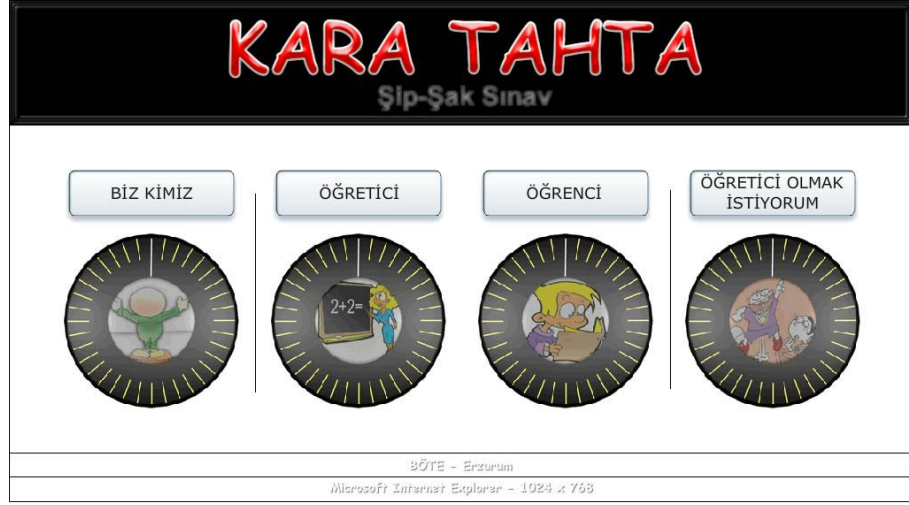 KARA TAHTA
Şip-Şak Sınav
BİZ KİMİZ
ÖĞRETİCİ
ÖĞRENCİ
ÖĞRETİCİ OLMAK
İSTİYORUM
2+2=
BÖTE - Erzurum
Microsoft Internet Explorer - 1024 x 768